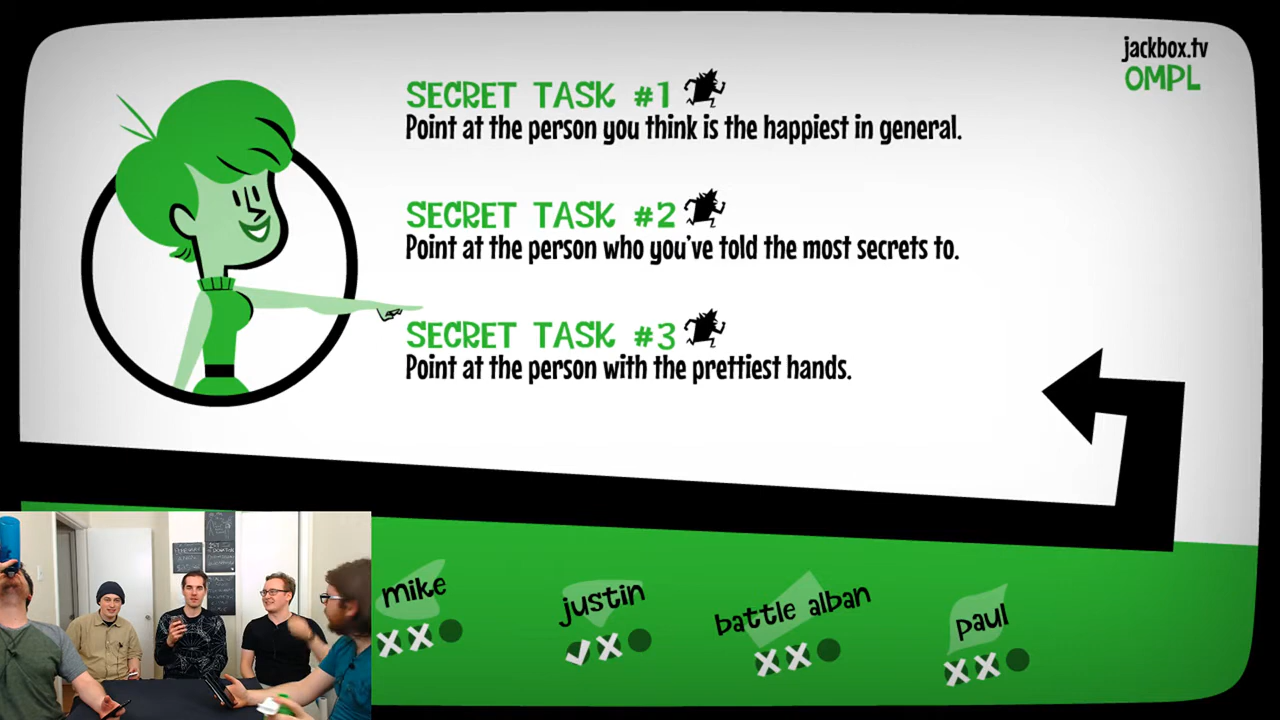 jackbox.tv
OMPL
SECRET TASK #1
Point at the person you think is the happiest in general.
SECRET TASK #2
Point at the person who you've told the most secrets to.
SECRET TASK #3
Point at the person with the prettiest hands.
mike
justin
battle alban
paul